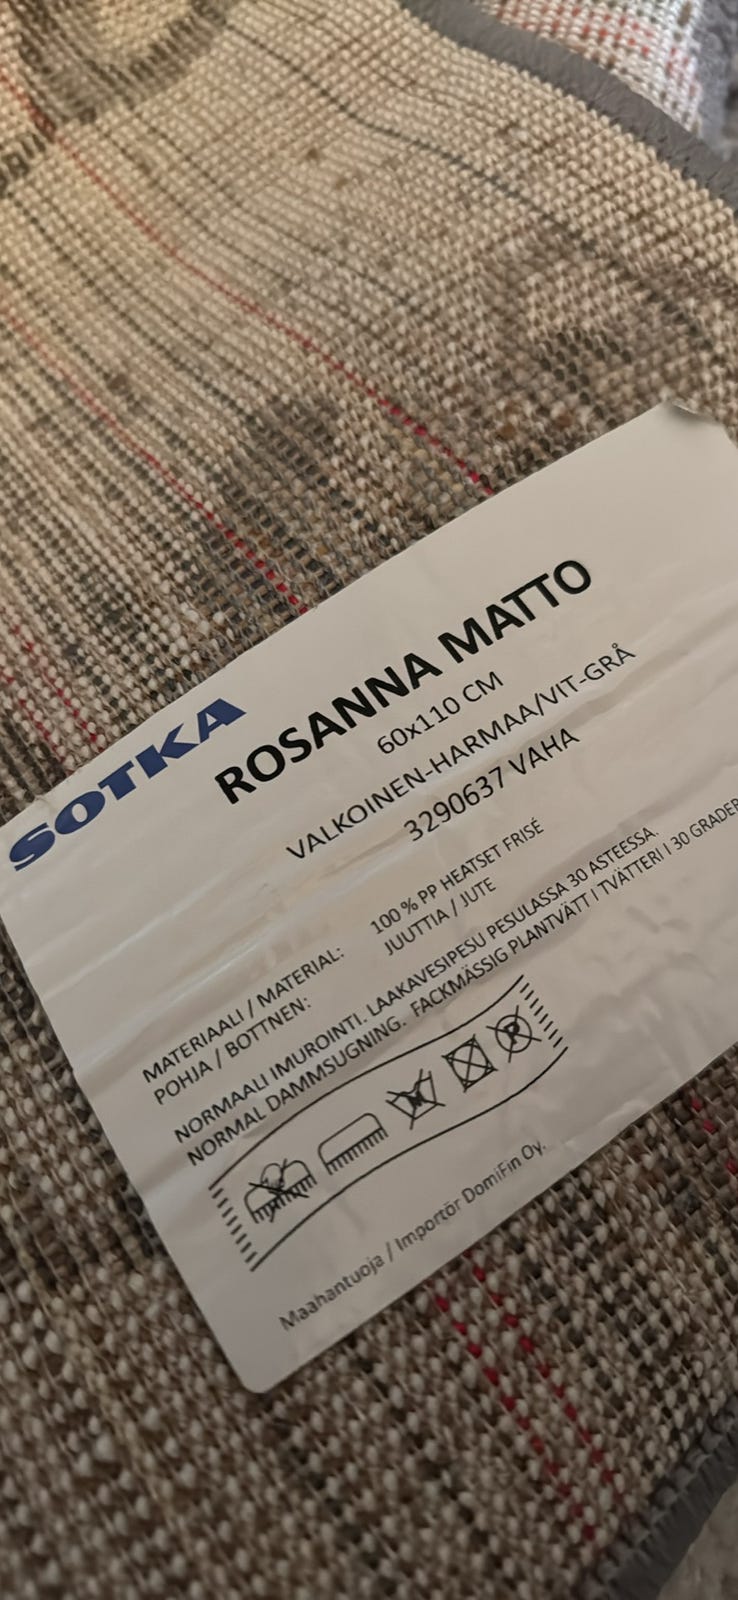 SOTKA
ROSANNA MATTO
60x110 CM
VALKOINEN-HARMAA/VIT-GRÅ
3290637 VAHA
MATERIAALI / MATERIAL: 100 % PP HEATSET FRISÉ
POHJA / BOTTNEN: JUUTTIA / JUTE
NORMAALI IMUROINTI. LAAKAVESIPESU PESULASSA 30 ASTEESSA.
NORMAL DAMMSUGNING. FACKMÄSSIG PLANTVÄTT I TVÄTTERI I 30 GRADER
P
Maahantuoja / Importör DomiFin Oy.